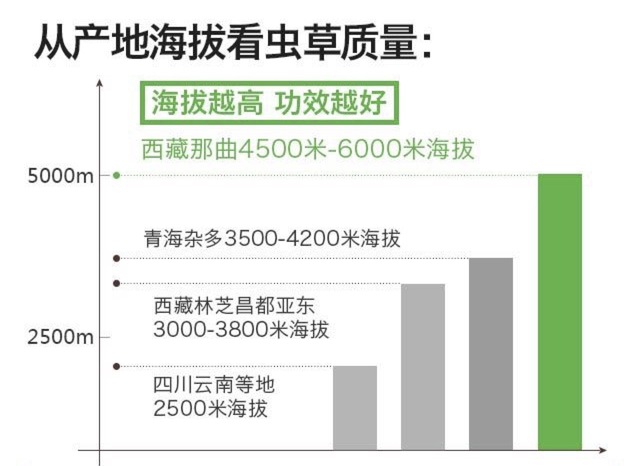 从产地海拔看虫草质量：
海拔越高 功效越好
西藏那曲4500米-6000米海拔
5000m
青海杂多3500-4200米海拔
西藏林芝昌都亚东
3000-3800米海拔
2500m
四川云南等地
2500米海拔